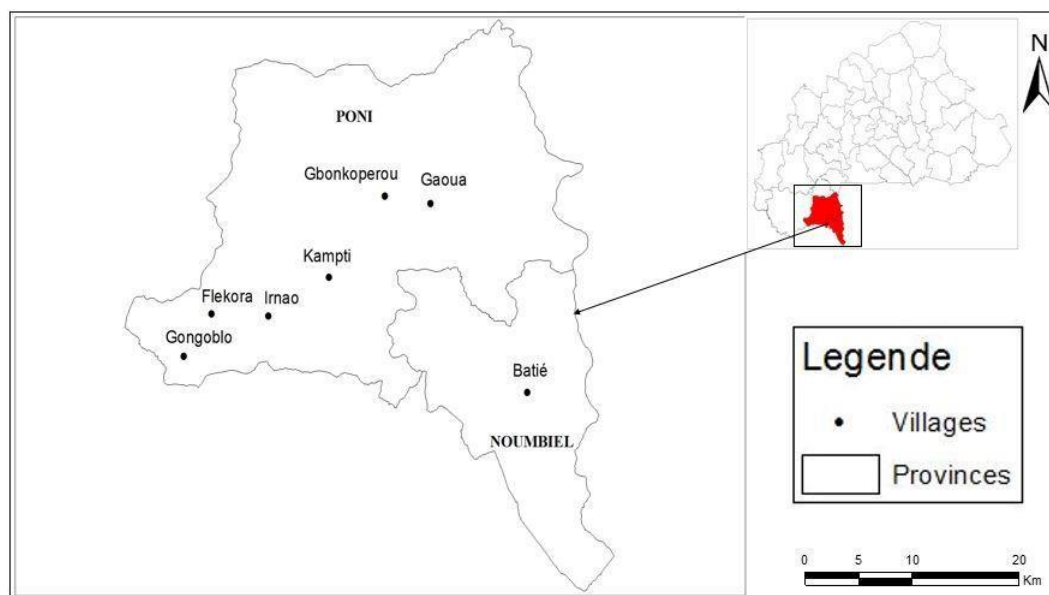 N
PONI
Gbonkoperou
Gaoua
Kampti
Flekora
Irnao
Gongoblo
Batié
NOUMBIEL
Legende
Villages
Provinces
0 5 10 20
Km